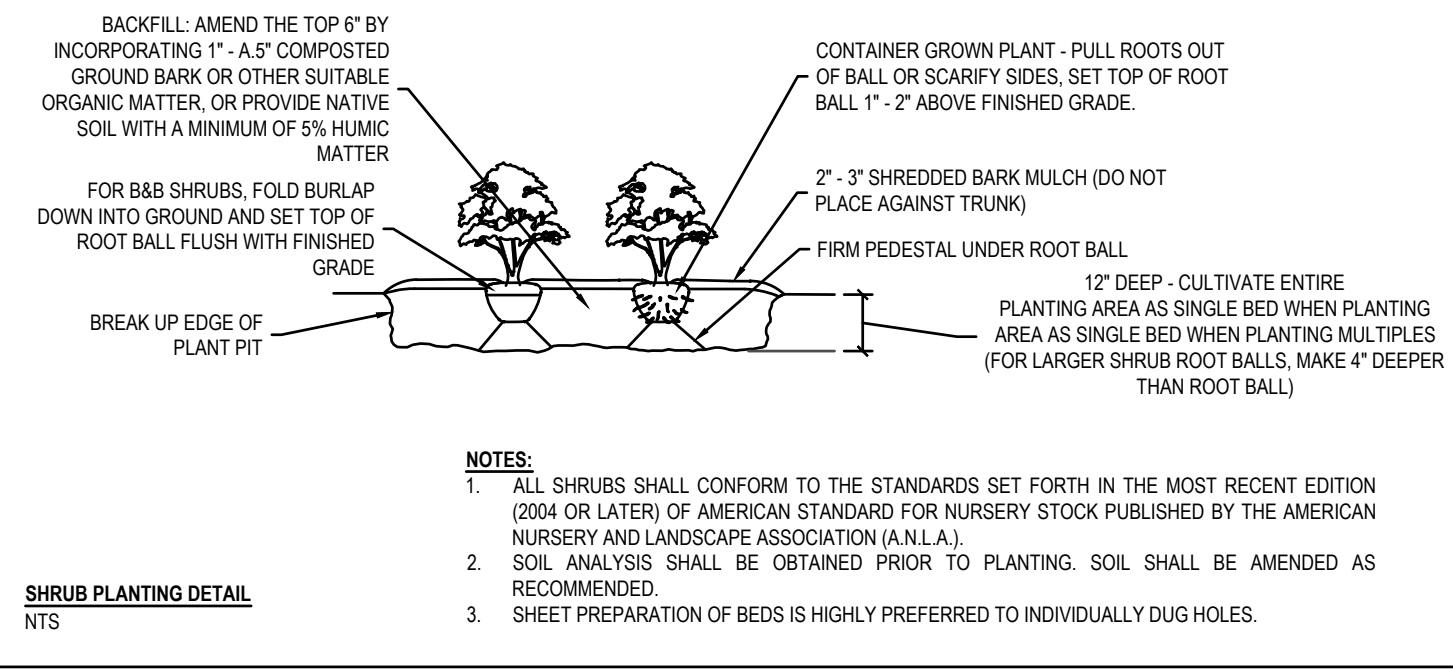 BACKFILL: AMEND THE TOP 6" BY
INCORPORATING 1" - A.5" COMPOSTED
GROUND BARK OR OTHER SUITABLE
ORGANIC MATTER, OR PROVIDE NATIVE
SOIL WITH A MINIMUM OF 5% HUMIC
MATTER
FOR B&B SHRUBS, FOLD BURLAP
DOWN INTO GROUND AND SET TOP OF
ROOT BALL FLUSH WITH FINISHED
GRADE
BREAK UP EDGE OF
PLANT PIT
CONTAINER GROWN PLANT - PULL ROOTS OUT
OF BALL OR SCARIFY SIDES, SET TOP OF ROOT
BALL 1" - 2" ABOVE FINISHED GRADE.
2" - 3" SHREDDED BARK MULCH (DO NOT
PLACE AGAINST TRUNK)
FIRM PEDESTAL UNDER ROOT BALL
12" DEEP - CULTIVATE ENTIRE
PLANTING AREA AS SINGLE BED WHEN PLANTING
AREA AS SINGLE BED WHEN PLANTING MULTIPLES
(FOR LARGER SHRUB ROOT BALLS, MAKE 4" DEEPER
THAN ROOT BALL)
NOTES:
1. ALL SHRUBS SHALL CONFORM TO THE STANDARDS SET FORTH IN THE MOST RECENT EDITION
(2004 OR LATER) OF AMERICAN STANDARD FOR NURSERY STOCK PUBLISHED BY THE AMERICAN
NURSERY AND LANDSCAPE ASSOCIATION (A.N.L.A.).
2. SOIL ANALYSIS SHALL BE OBTAINED PRIOR TO PLANTING. SOIL SHALL BE AMENDED AS
RECOMMENDED.
3. SHEET PREPARATION OF BEDS IS HIGHLY PREFERRED TO INDIVIDUALLY DUG HOLES.
SHRUB PLANTING DETAIL
NTS